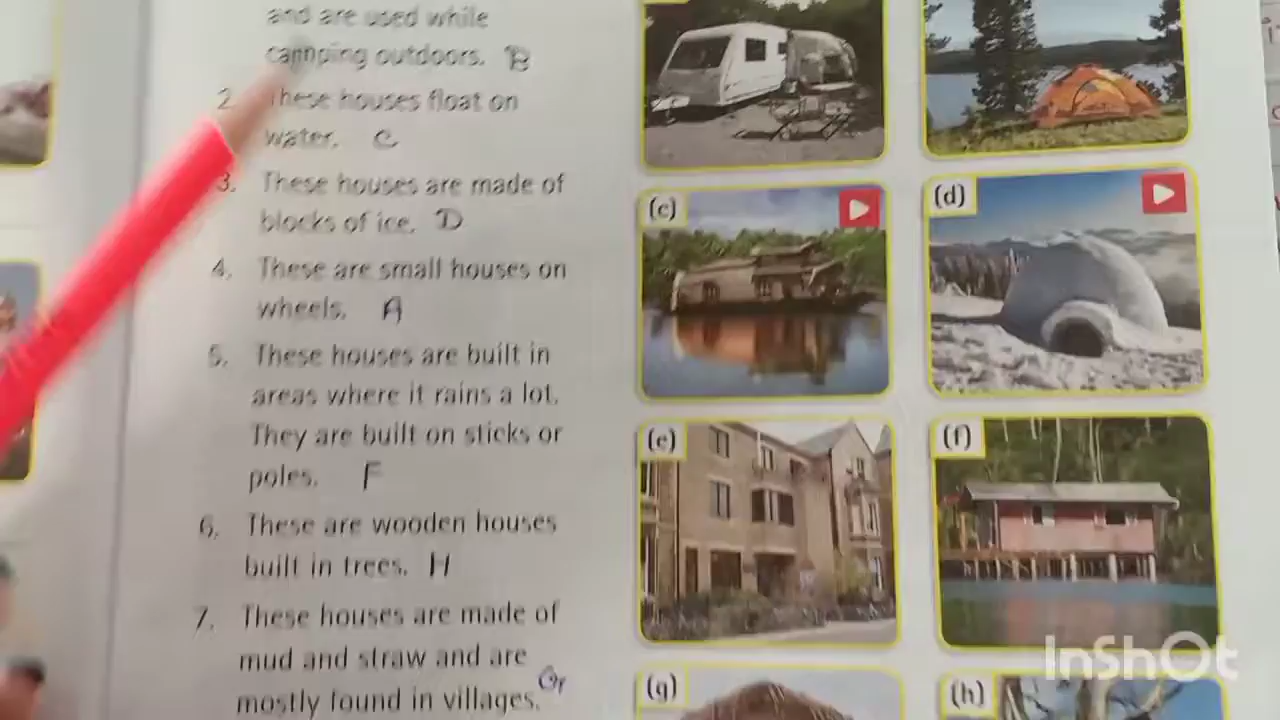 and are used while
camping outdoors. B
2. These houses float on
water. C
3. These houses are made of
blocks of ice. D
4. These are small houses on
wheels. A
5. These houses are built in
areas where it rains a lot.
They are built on sticks or
poles. F
6. These are wooden houses
built in trees. H
7. These houses are made of
mud and straw and are
mostly found in villages.
(c)
(d)
(e)
(f)
(g)
(h)
InShOt